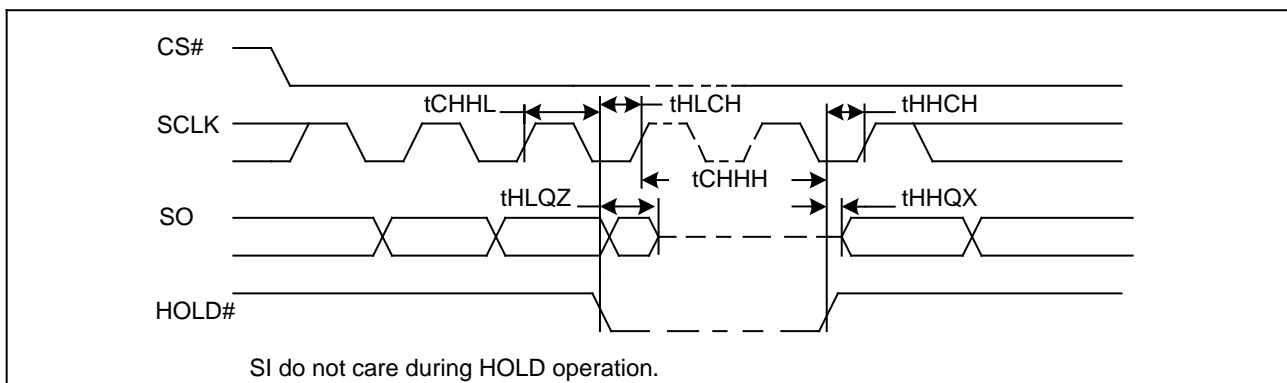 CS#
tCHHL
tHLCH
tHHCH
SCLK
tCHHH
tHLQZ
tHHQX
SO
HOLD#
SI do not care during HOLD operation.